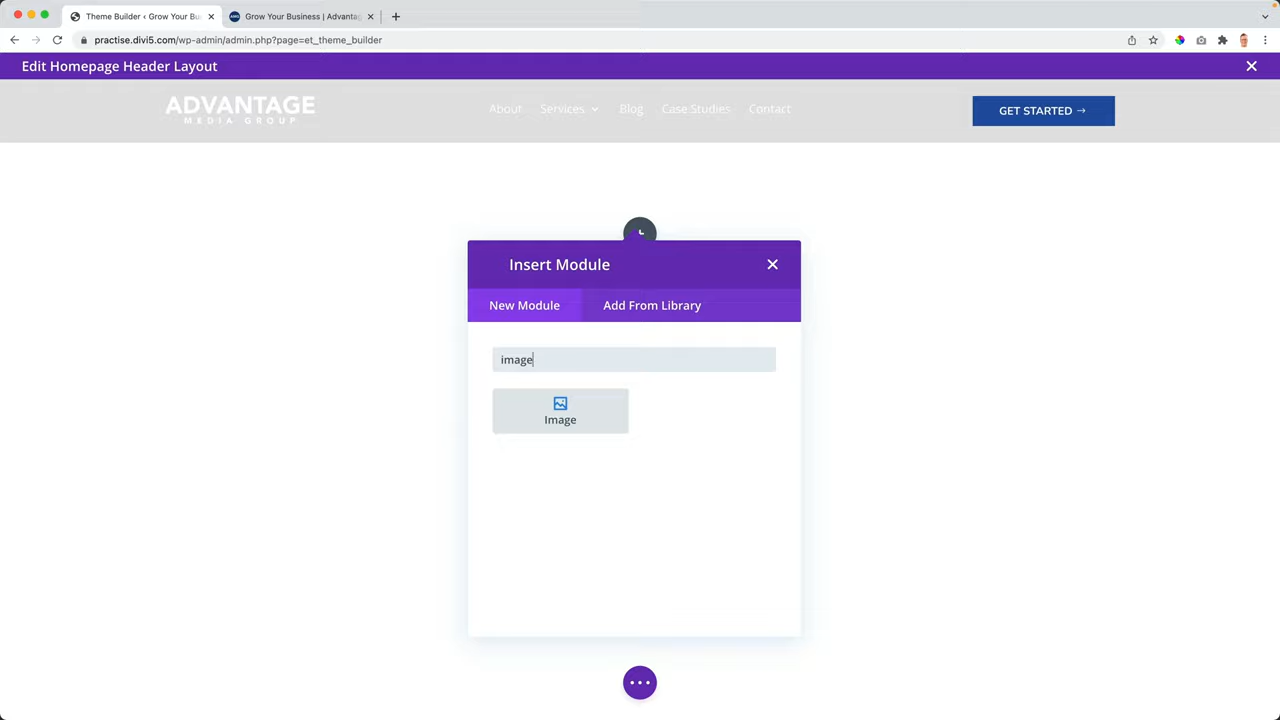 Theme Builder ‹ Grow Your Bu
Grow Your Business | Advanta
practise.divi5.com/wp-admin/admin.php?page=et_theme_builder
Edit Homepage Header Layout
ADVANTAGE
MEDIA GROUP
About Services Blog Case Studies Contact
GET STARTED →
Insert Module
New Module Add From Library
image
Image